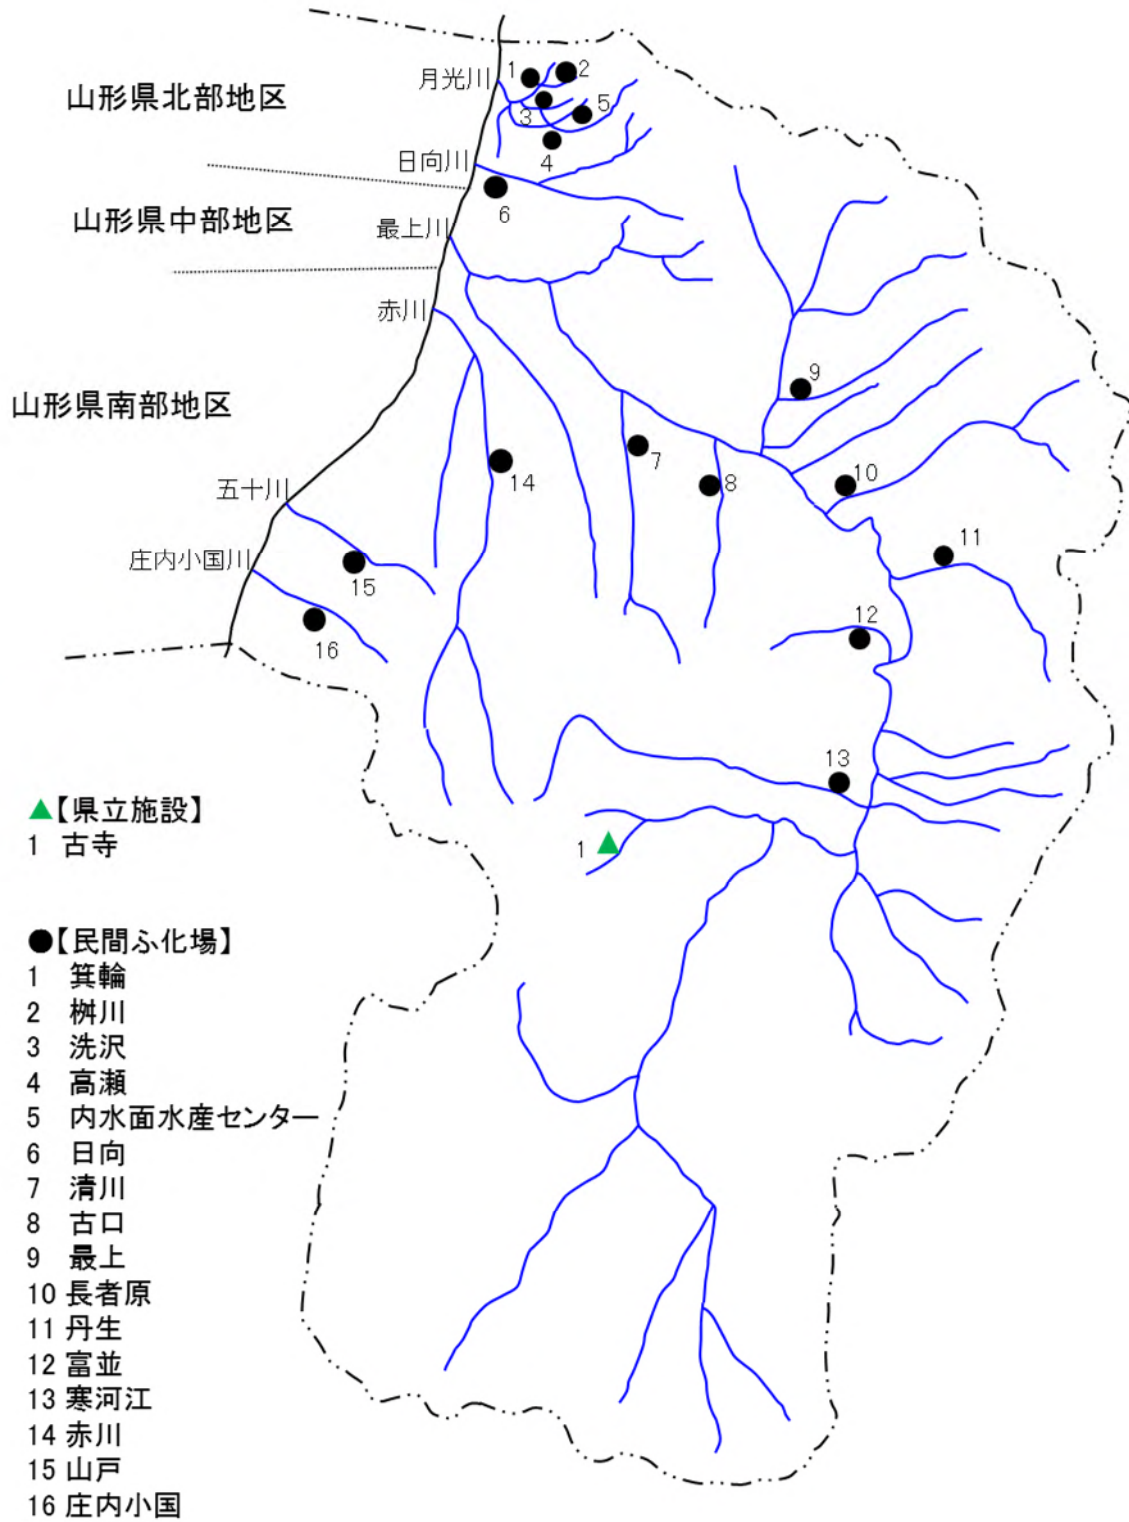 月光川
1
2
山形県北部地区
3
5
4
日向川
山形県中部地区
6
最上川
赤川
9
山形県南部地区
7
14
8
10
五十川
庄内小国川
11
15
12
16
13
▲【県立施設】
1 古寺
1
●【民間ふ化場】
1 箕輪
2 桝川
3 洗沢
4 高瀬
5 内水面水産センター
6 日向
7 清川
8 古口
9 最上
10 長者原
11 丹生
12 富並
13 寒河江
14 赤川
15 山戸
16 庄内小国